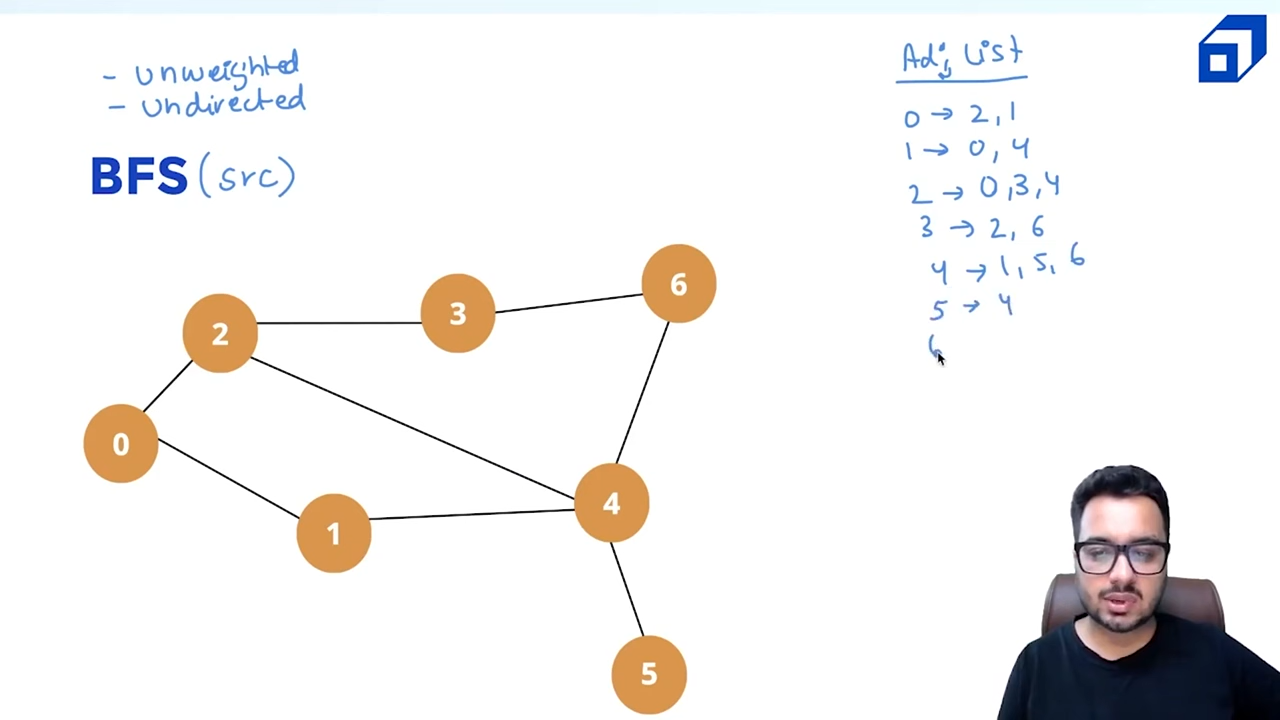 - unweighted
- undirected
BFS (src)
Adj List
0 → 2, 1
1 → 0, 4
2 → 0, 3, 4
3 → 2, 6
4 → 1, 5, 6
5 → 4
6
6
3
2
0
4
1
5